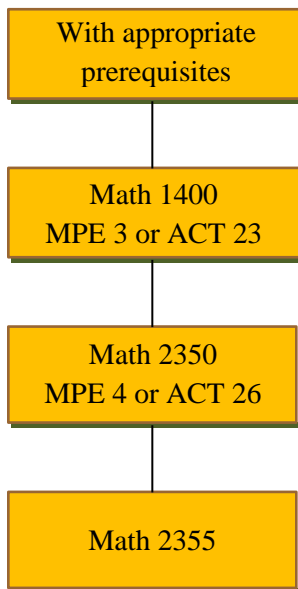 With appropriate
prerequisites
Math 1400
MPE 3 or ACT 23
Math 2350
MPE 4 or ACT 26
Math 2355